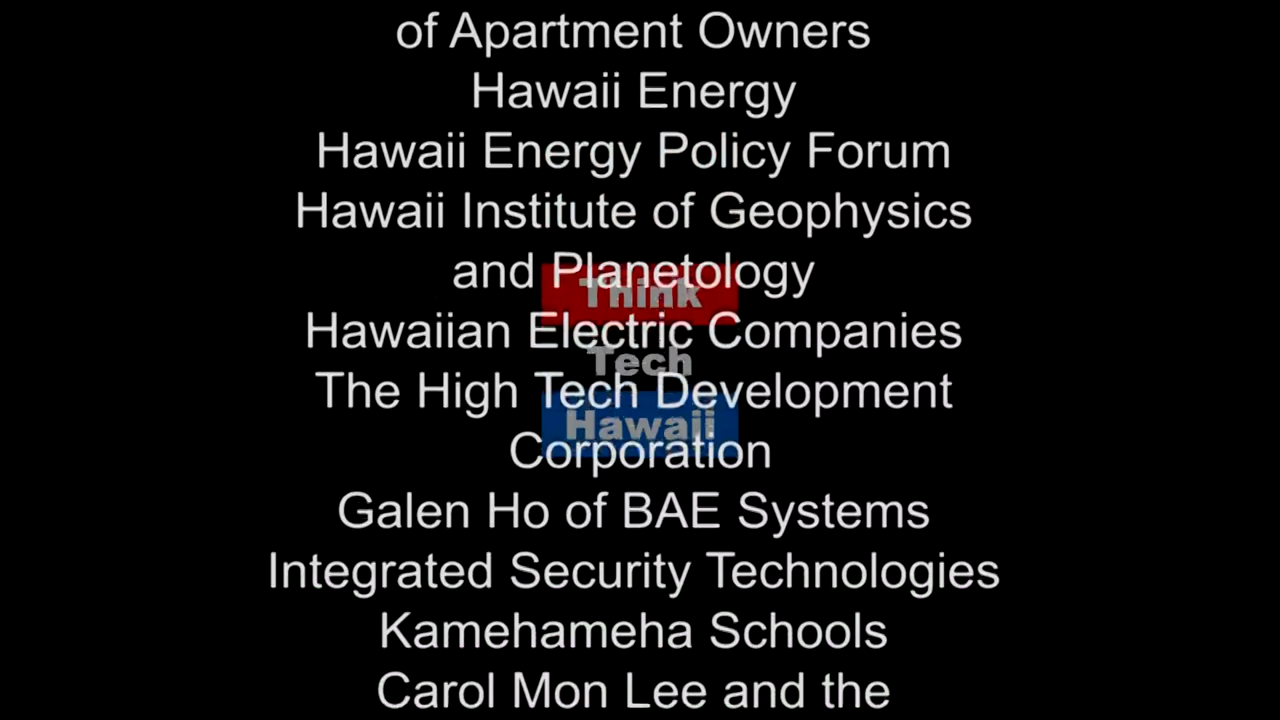 of Apartment Owners
Hawaii Energy
Hawaii Energy Policy Forum
Hawaii Institute of Geophysics
and Planetology
Think
Hawaiian Electric Companies
Tech
The High Tech Development
Hawaii
Corporation
Galen Ho of BAE Systems
Integrated Security Technologies
Kamehameha Schools
Carol Mon Lee and the